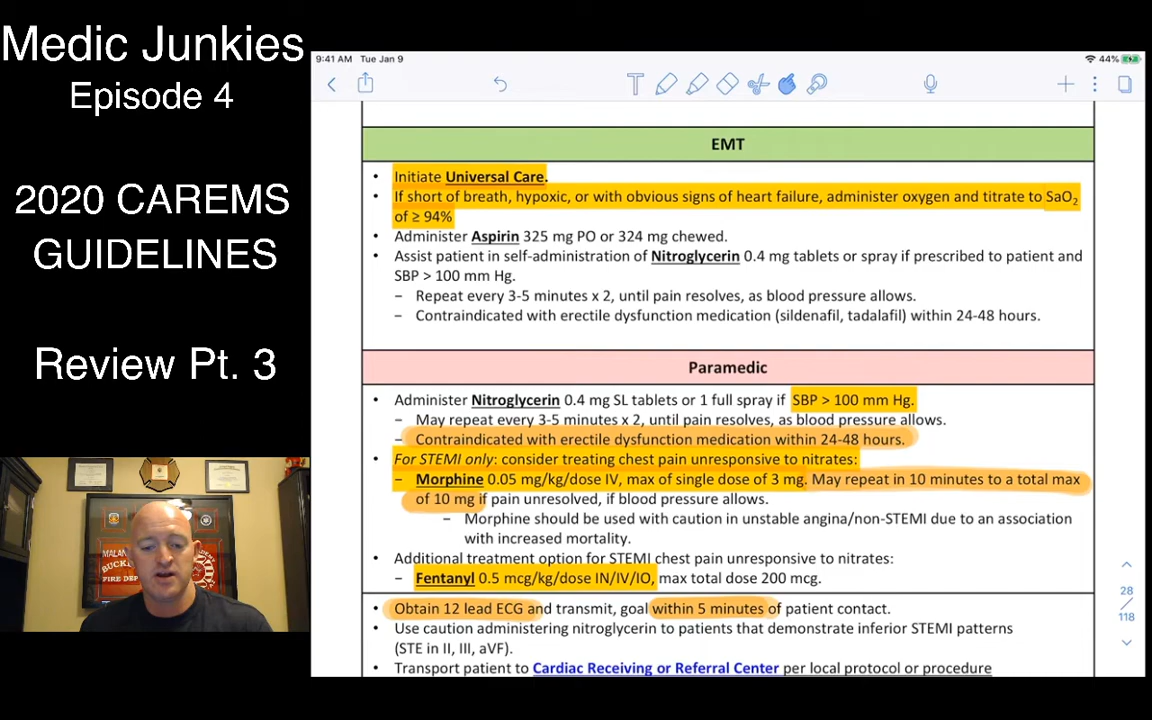 Medic Junkies
Episode 4
2020 CAREMS
GUIDELINES
Review Pt. 3
9:41 AM Tue Jan 9
44%
EMT
• Initiate Universal Care.
• If short of breath, hypoxic, or with obvious signs of heart failure, administer oxygen and titrate to SaO2
of ≥ 94%
• Administer Aspirin 325 mg PO or 324 mg chewed.
• Assist patient in self-administration of Nitroglycerin 0.4 mg tablets or spray if prescribed to patient and
SBP > 100 mm Hg.
− Repeat every 3-5 minutes x 2, until pain resolves, as blood pressure allows.
− Contraindicated with erectile dysfunction medication (sildenafil, tadalafil) within 24-48 hours.
Paramedic
• Administer Nitroglycerin 0.4 mg SL tablets or 1 full spray if SBP > 100 mm Hg.
− May repeat every 3-5 minutes x 2, until pain resolves, as blood pressure allows.
− Contraindicated with erectile dysfunction medication within 24-48 hours.
• For STEMI only: consider treating chest pain unresponsive to nitrates:
− Morphine 0.05 mg/kg/dose IV, max of single dose of 3 mg. May repeat in 10 minutes to a total max
of 10 mg if pain unresolved, if blood pressure allows.
− Morphine should be used with caution in unstable angina/non-STEMI due to an association
with increased mortality.
• Additional treatment option for STEMI chest pain unresponsive to nitrates:
− Fentanyl 0.5 mcg/kg/dose IN/IV/IO, max total dose 200 mcg.
• Obtain 12 lead ECG and transmit, goal within 5 minutes of patient contact.
• Use caution administering nitroglycerin to patients that demonstrate inferior STEMI patterns
(STE in II, III, aVF).
• Transport patient to Cardiac Receiving or Referral Center per local protocol or procedure
28
/
118